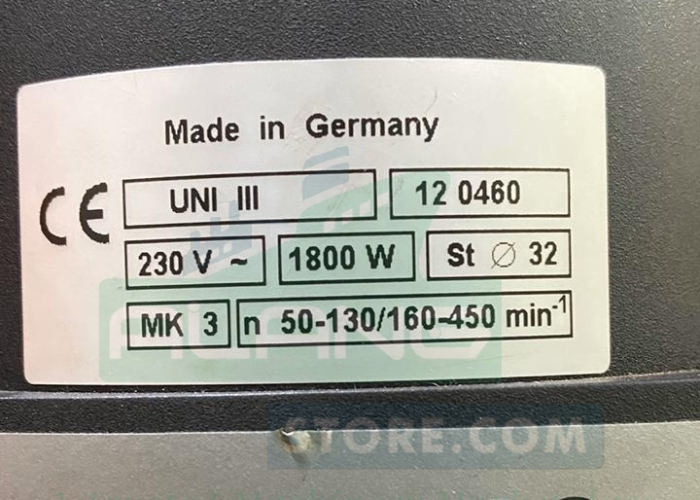 Made in Germany
CE UNI III 12 0460
230 V ~ 1800 W St ∅ 32
MK 3 n 50-130/160-450 min⁻¹
STORE.COM